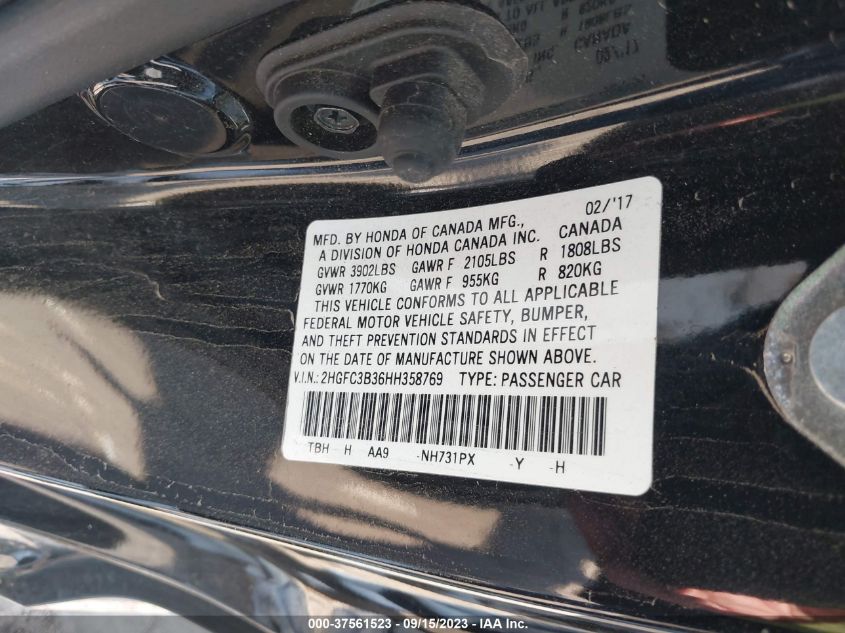 02/'17
MFD. BY HONDA OF CANADA MFG.,
A DIVISION OF HONDA CANADA INC. CANADA
GVWR 3902LBS GAWR F 2105LBS R 1808LBS
GVWR 1770KG GAWR F 955KG R 820KG
THIS VEHICLE CONFORMS TO ALL APPLICABLE
FEDERAL MOTOR VEHICLE SAFETY, BUMPER,
AND THEFT PREVENTION STANDARDS IN EFFECT
ON THE DATE OF MANUFACTURE SHOWN ABOVE.
V.I.N.: 2HGFC3B36HH358769 TYPE: PASSENGER CAR
TBH - H AA9 -NH731PX -Y -H
000-37561523 - 09/15/2023 - IAA Inc.